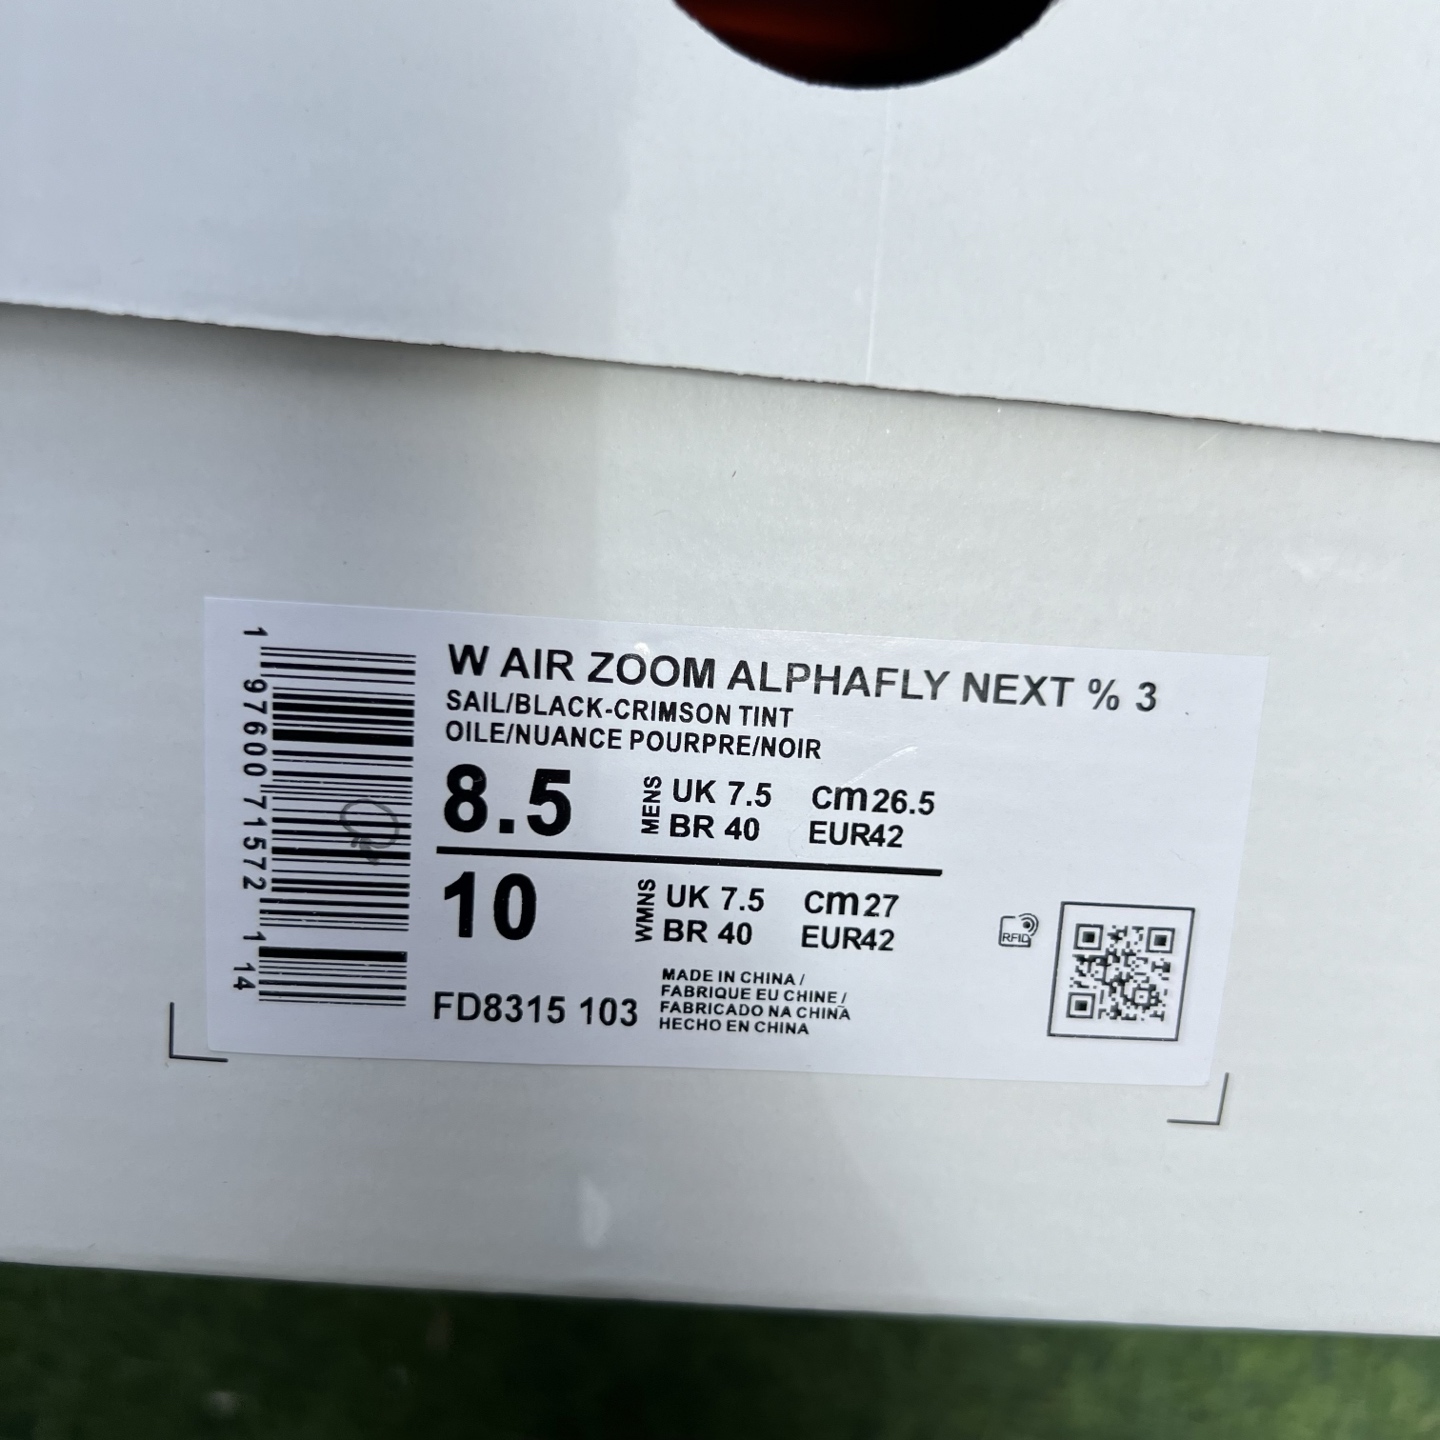 W AIR ZOOM ALPHAFLY NEXT % 3
SAIL/BLACK-CRIMSON TINT
OILE/NUANCE POURPRE/NOIR
8.5 MENS UK 7.5 cm26.5
BR 40 EUR42
10 WMNS UK 7.5 cm27
BR 40 EUR42
FD8315 103
MADE IN CHINA /
FABRIQUE EU CHINE /
FABRICADO NA CHINA
HECHO EN CHINA
1 97600 71572 1 14
RFID